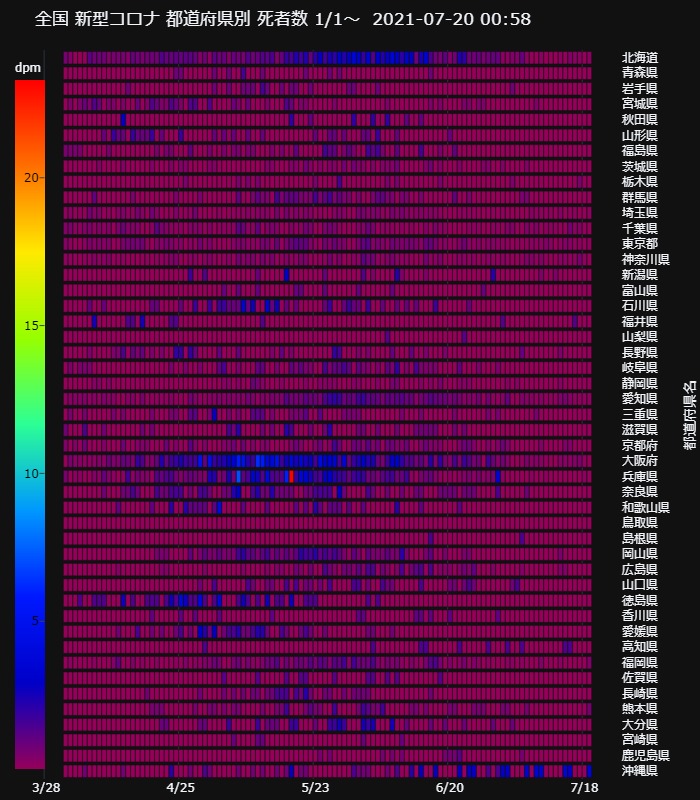 全国 新型コロナ 都道府県別 死者数 1/1～ 2021-07-20 00:58
dpm
20
15
10
5
北海道
青森県
岩手県
宮城県
秋田県
山形県
福島県
茨城県
栃木県
群馬県
埼玉県
千葉県
東京都
神奈川県
新潟県
富山県
石川県
福井県
山梨県
長野県
岐阜県
静岡県
愛知県
三重県
滋賀県
京都府
大阪府
兵庫県
奈良県
和歌山県
鳥取県
島根県
岡山県
広島県
山口県
徳島県
香川県
愛媛県
高知県
福岡県
佐賀県
長崎県
熊本県
大分県
宮崎県
鹿児島県
沖縄県
都道府県名
3/28 4/25 5/23 6/20 7/18